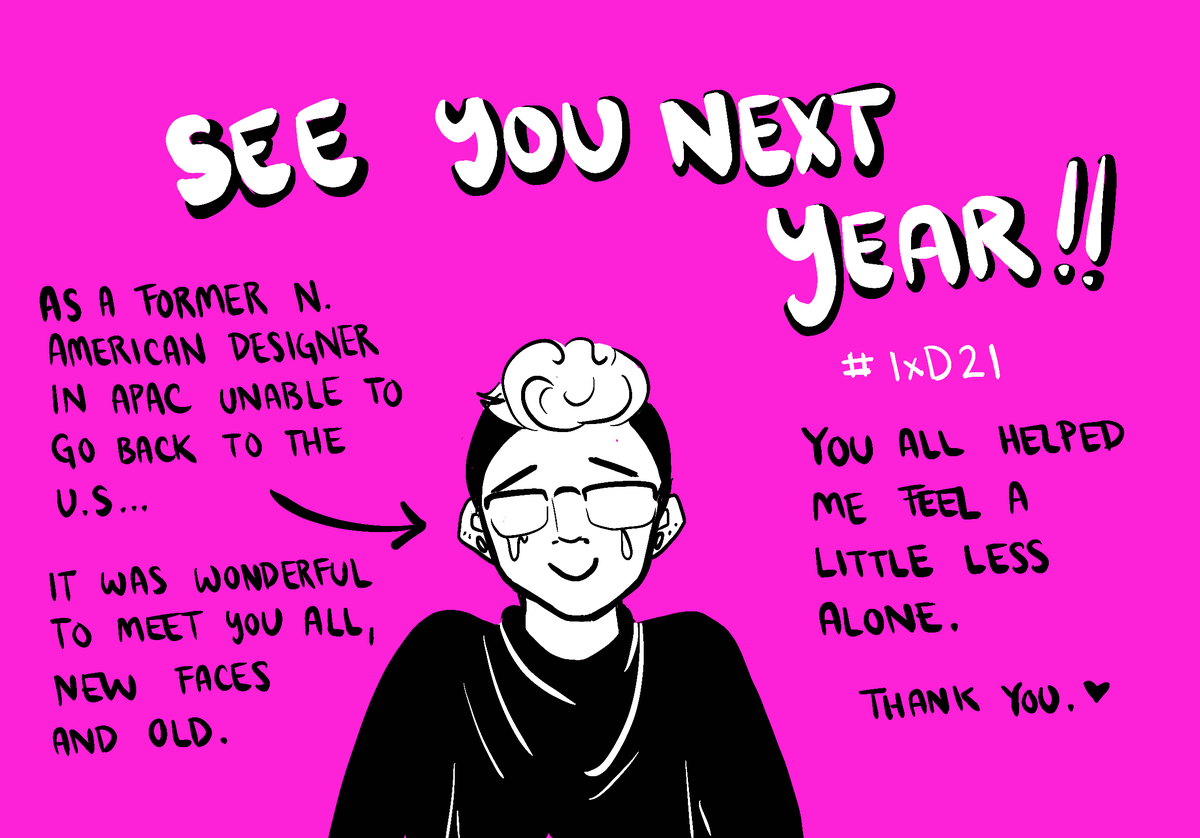 SEE YOU NEXT
YEAR!!
AS A FORMER N.
AMERICAN DESIGNER
IN APAC UNABLE TO
GO BACK TO THE
U.S...
IT WAS WONDERFUL
TO MEET YOU ALL,
NEW FACES
AND OLD.
# IxD21
YOU ALL HELPED
ME FEEL A
LITTLE LESS
ALONE.
THANK YOU. ♥